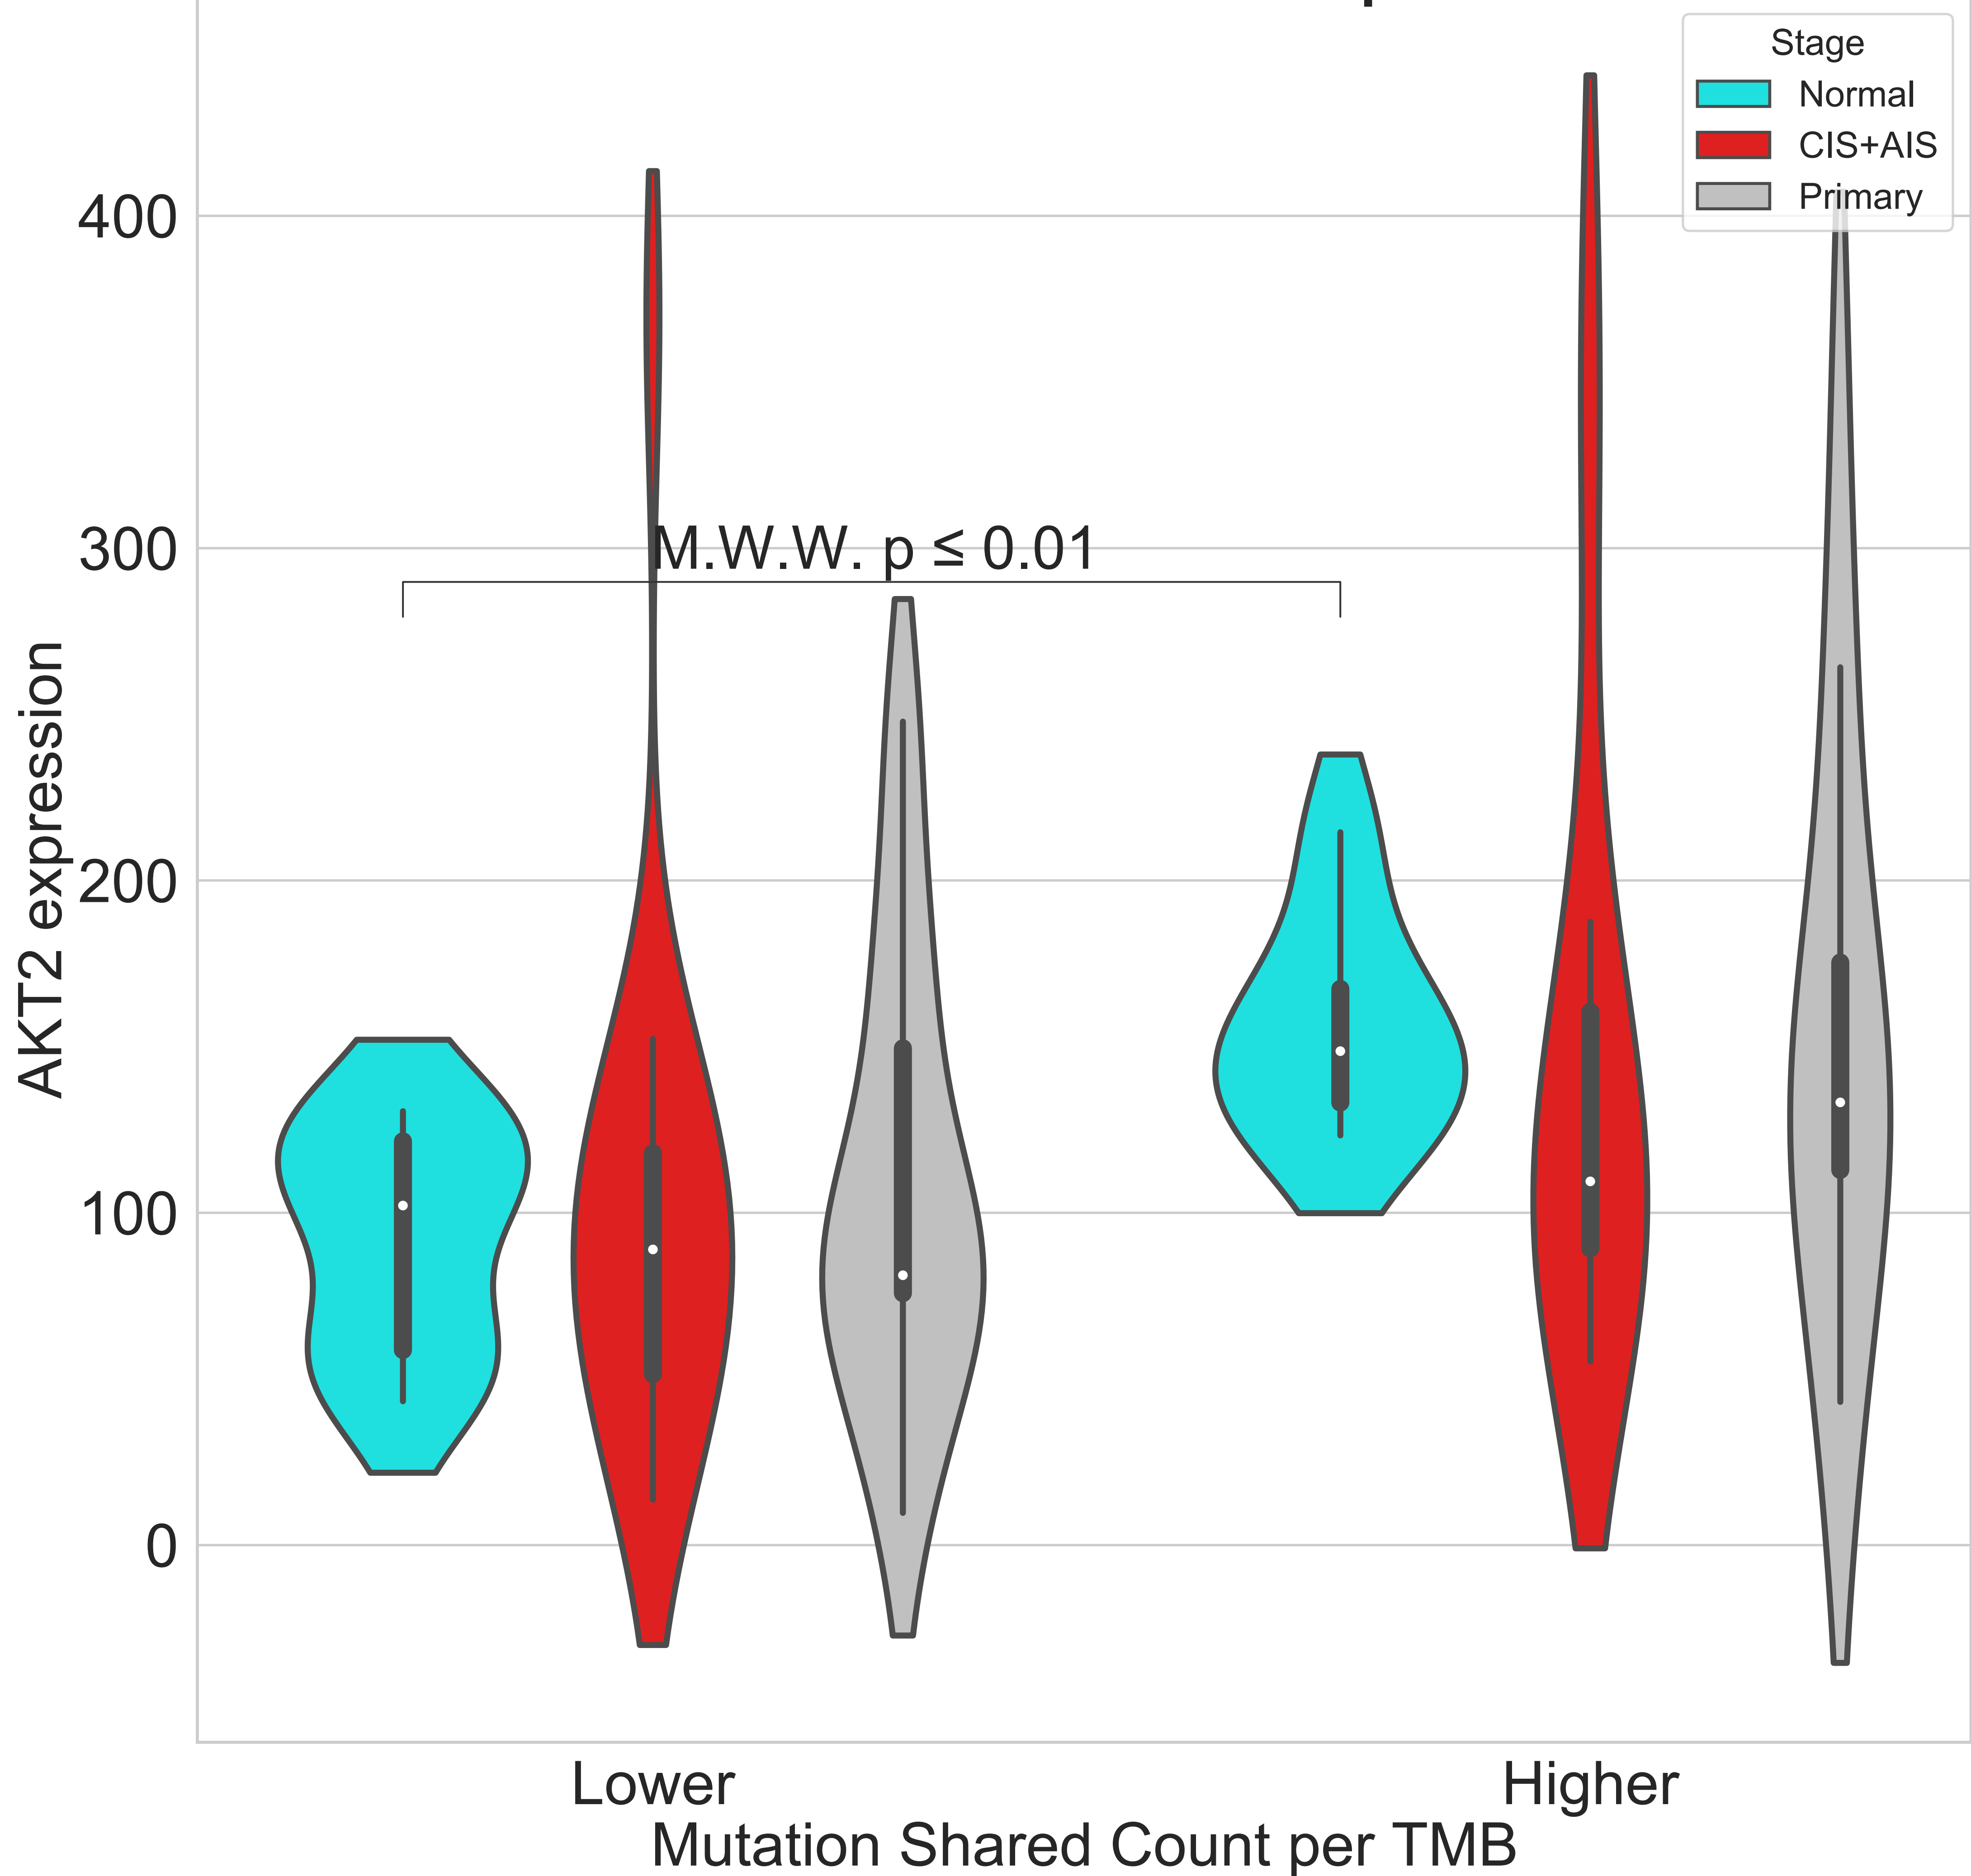 Stage
Normal
CIS+AIS
Primary
400
300
200
100
0
AKT2 expression
M.W.W. p ≤ 0.01
Lower
Higher
Mutation Shared Count per TMB